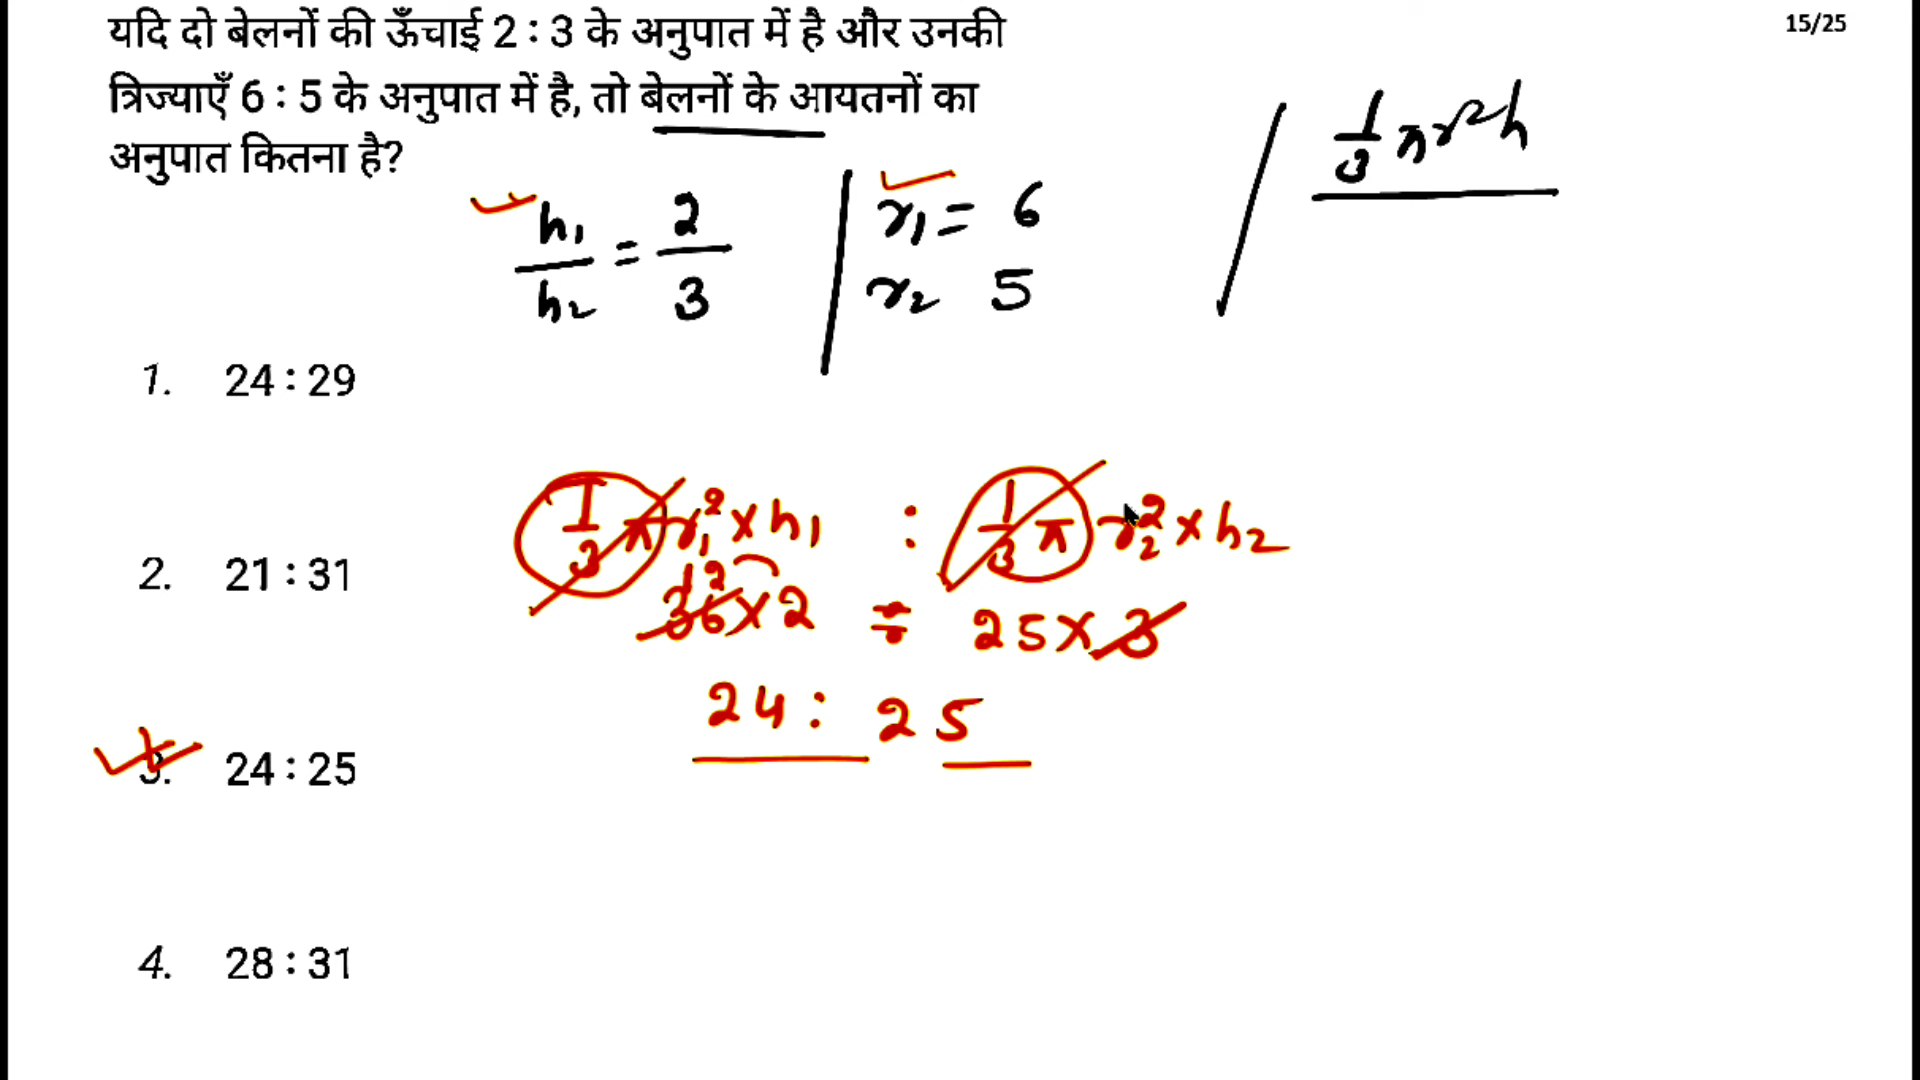 यदि दो बेलनों की ऊँचाई 2 : 3 के अनुपात में है और उनकी
15/25
त्रिज्याएँ 6 : 5 के अनुपात में है, तो बेलनों के आयतनों का
अनुपात कितना है?
1/3 πr²h
h₁/h₂ = 2/3
r₁ = 6
r₂ 5
1. 24 : 29
1/3 π r₁² × h₁ : 1/3 π r₂² × h₂
2. 21 : 31
12
36 × 2 : 25 × 3
24 : 25
3. 24 : 25
4. 28 : 31